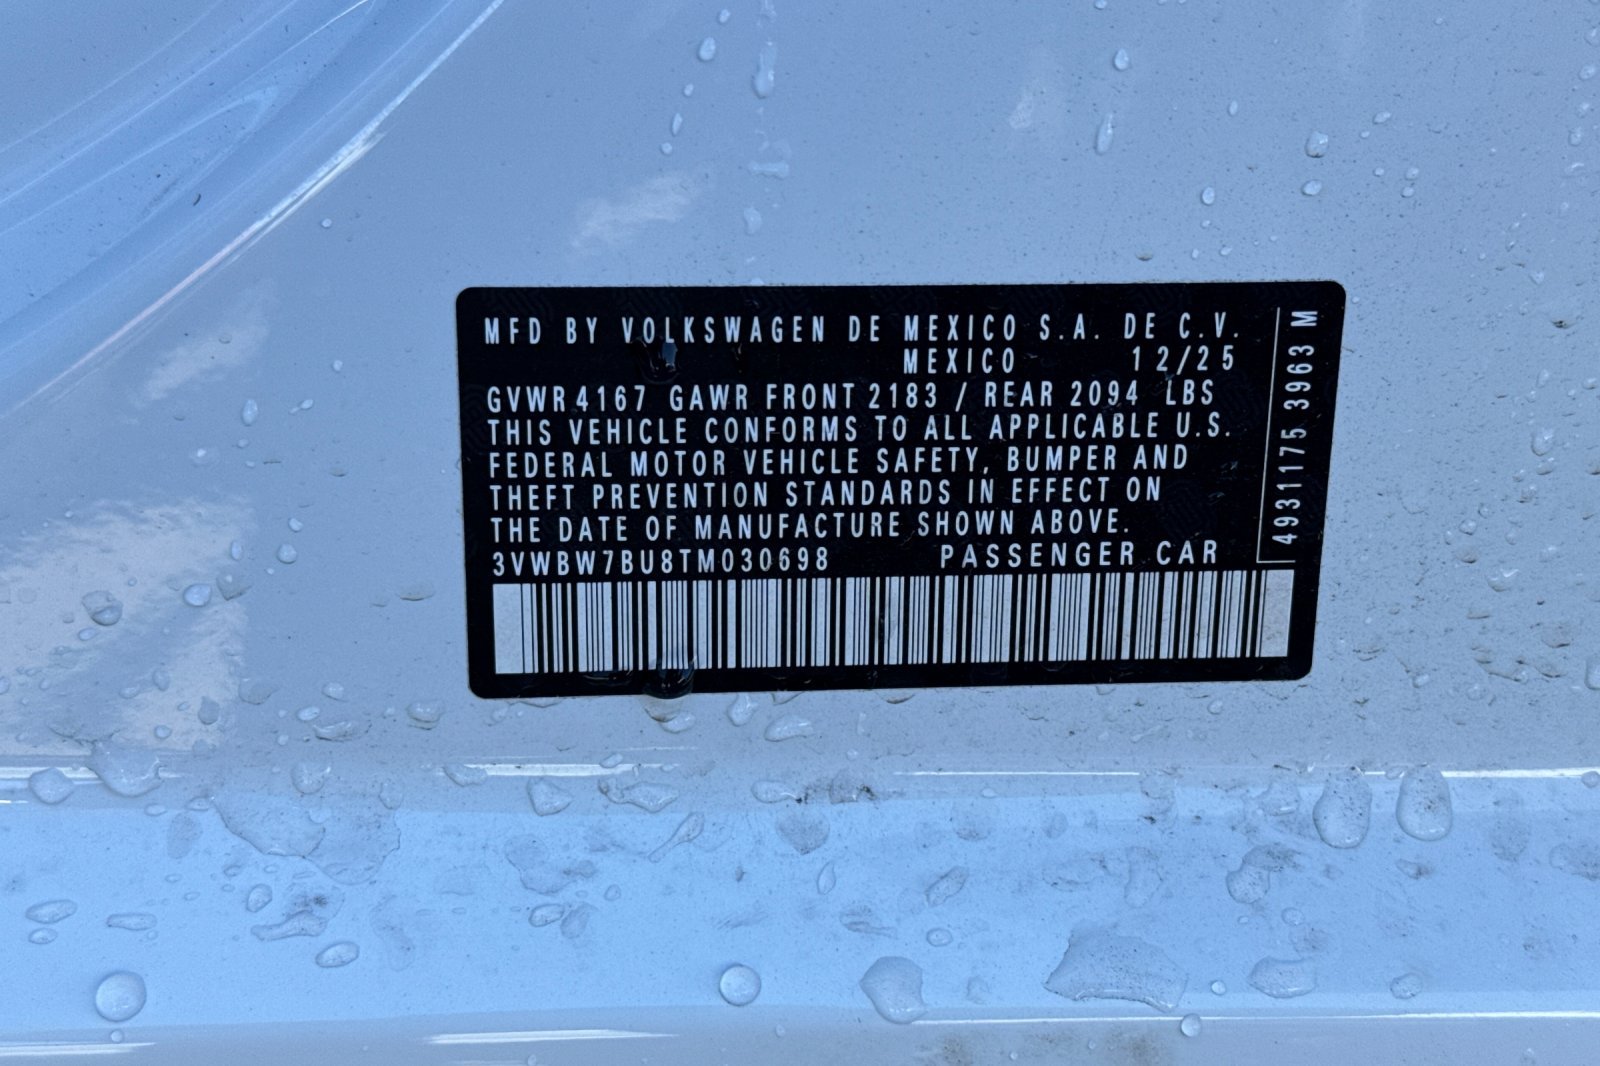 MFD BY VOLKSWAGEN DE MEXICO S.A. DE C.V.
MEXICO 12/25
GVWR 4167 GAWR FRONT 2183 / REAR 2094 LBS
THIS VEHICLE CONFORMS TO ALL APPLICABLE U.S.
FEDERAL MOTOR VEHICLE SAFETY, BUMPER AND
THEFT PREVENTION STANDARDS IN EFFECT ON
THE DATE OF MANUFACTURE SHOWN ABOVE.
3VWBW7BU8TM030698 PASSENGER CAR
4931175 3963 M